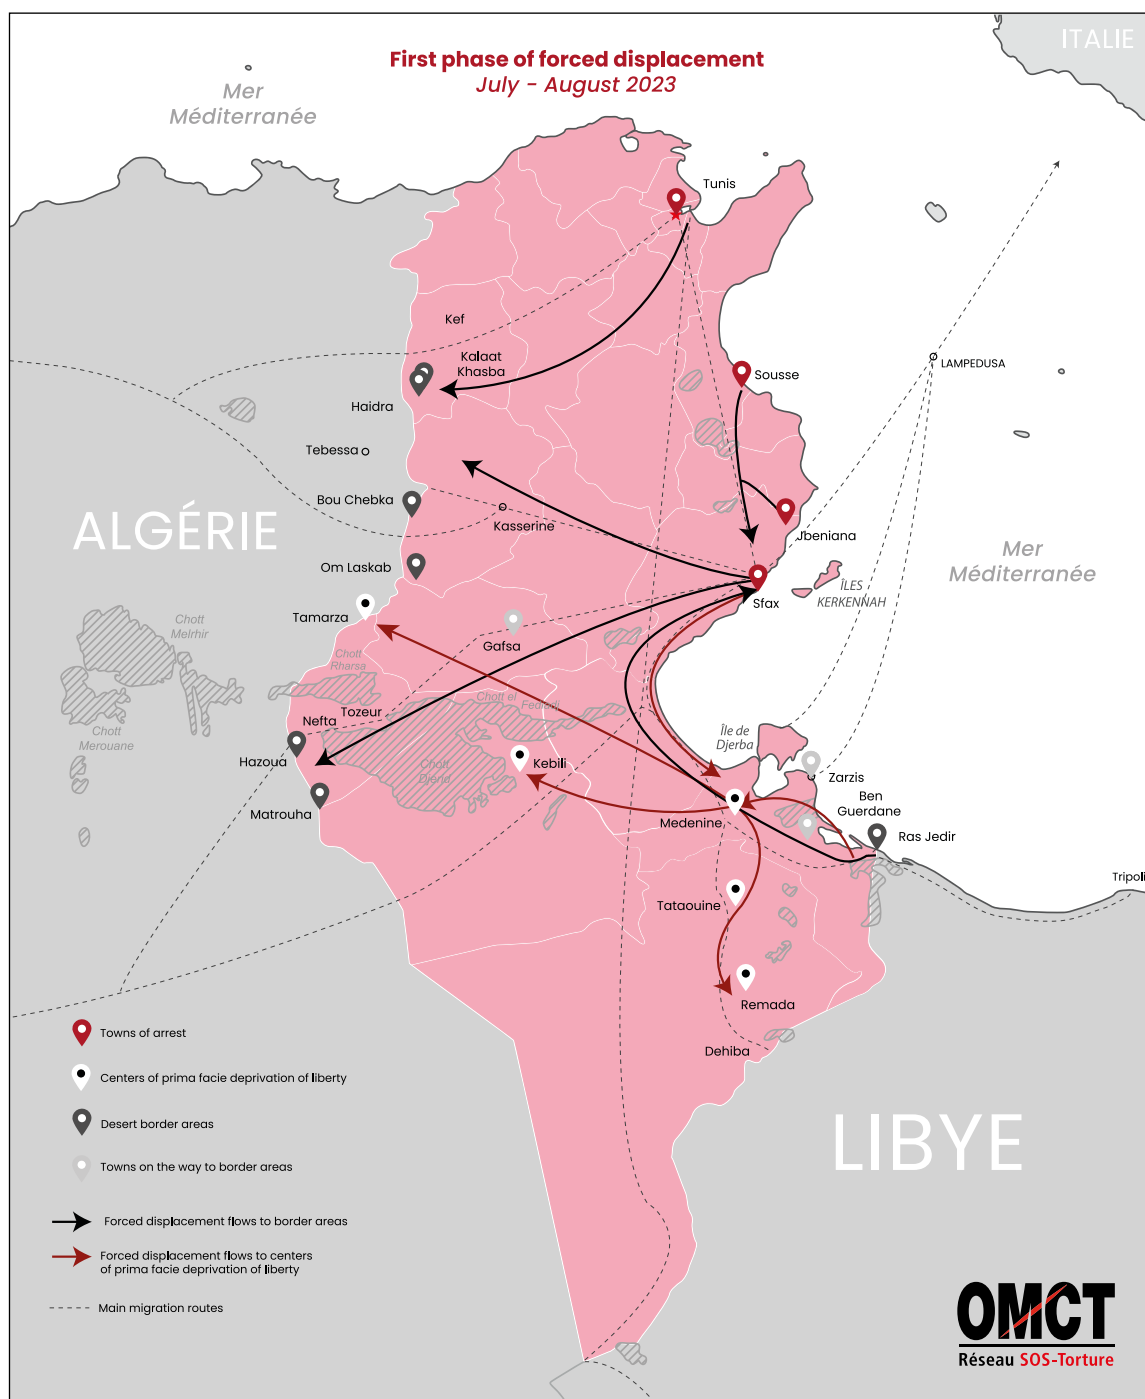 First phase of forced displacement
July - August 2023
ITALIE
Mer
Méditerranée
Tunis
Kef
Kalaat
Khasba
Haidra
Sousse
LAMPEDUSA
Tebessa
Bou Chebka
Kasserine
Jbeniana
ALGÉRIE
Mer
Méditerranée
Om Laskab
Sfax
ÎLES
KERKENNAH
Tamarza
Gafsa
Chott
Melrhir
Chott
Rharsa
Chott el
Fedjadj
Tozeur
Nefta
Chott
Merouane
Hazoua
Chott
Djerid
Kebili
Île de
Djerba
Zarzis
Ben
Guerdane
Matrouha
Medenine
Ras Jedir
Tripoli
Tataouine
Remada
Dehiba
LIBYE
Towns of arrest
Centers of prima facie deprivation of liberty
Desert border areas
Towns on the way to border areas
Forced displacement flows to border areas
Forced displacement flows to centers
of prima facie deprivation of liberty
Main migration routes
OMCT
Réseau SOS-Torture